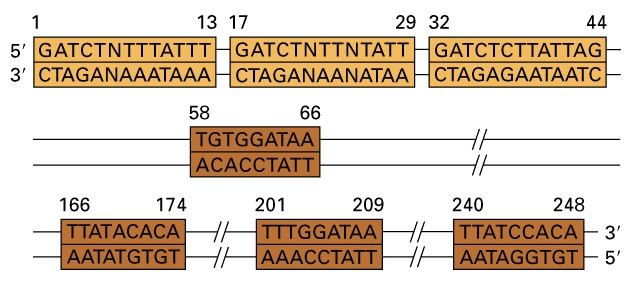 1 13 17 29 32 44
5′ GATCTNTTTATTT GATCTNTTNTATT GATCTCTTATTAG
3′ CTAGANAAATAAA CTAGANAANATAA CTAGAGAATAATC
58 66
TGTGGATAA
ACACCTATT
166 174 201 209 240 248
TTATACACA TTTGGATAA TTATCCACA 3′
AATATGTGT AAACCTATT AATAGGTGT 5′